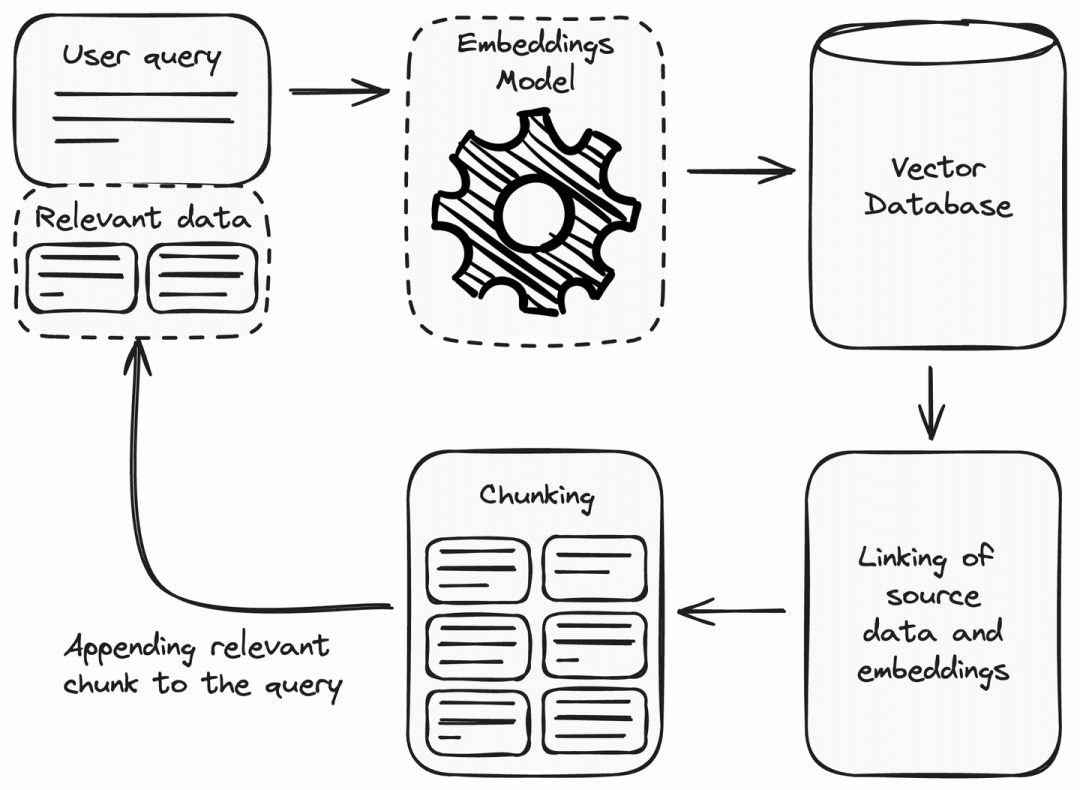 User query
Relevant data
Embeddings
Model
Vector
Database
Linking of
source
data and
embeddings
Chunking
Appending relevant
chunk to the query